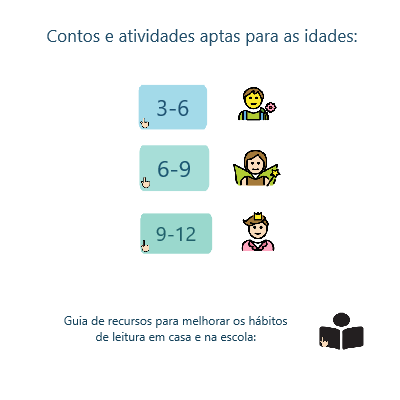 Contos e atividades aptas para as idades:
3-6
6-9
9-12
Guia de recursos para melhorar os hábitos
de leitura em casa e na escola: